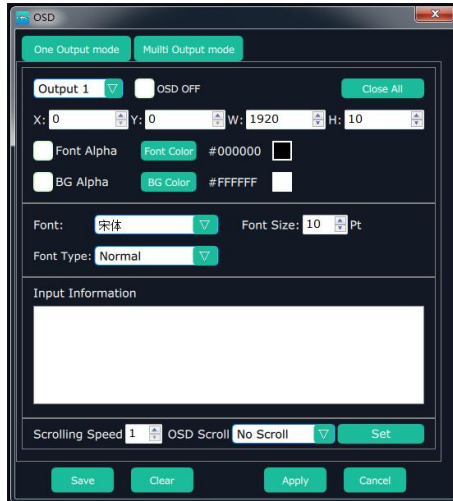 OSD
One Output mode Muilti Output mode
Output 1 OSD OFF Close All
X: 0 Y: 0 W: 1920 H: 10
Font Alpha Font Color #000000
BG Alpha BG Color #FFFFFF
Font: 宋体 Font Size: 10 Pt
Font Type: Normal
Input Information
Scrolling Speed 1 OSD Scroll No Scroll Set
Save Clear Apply Cancel